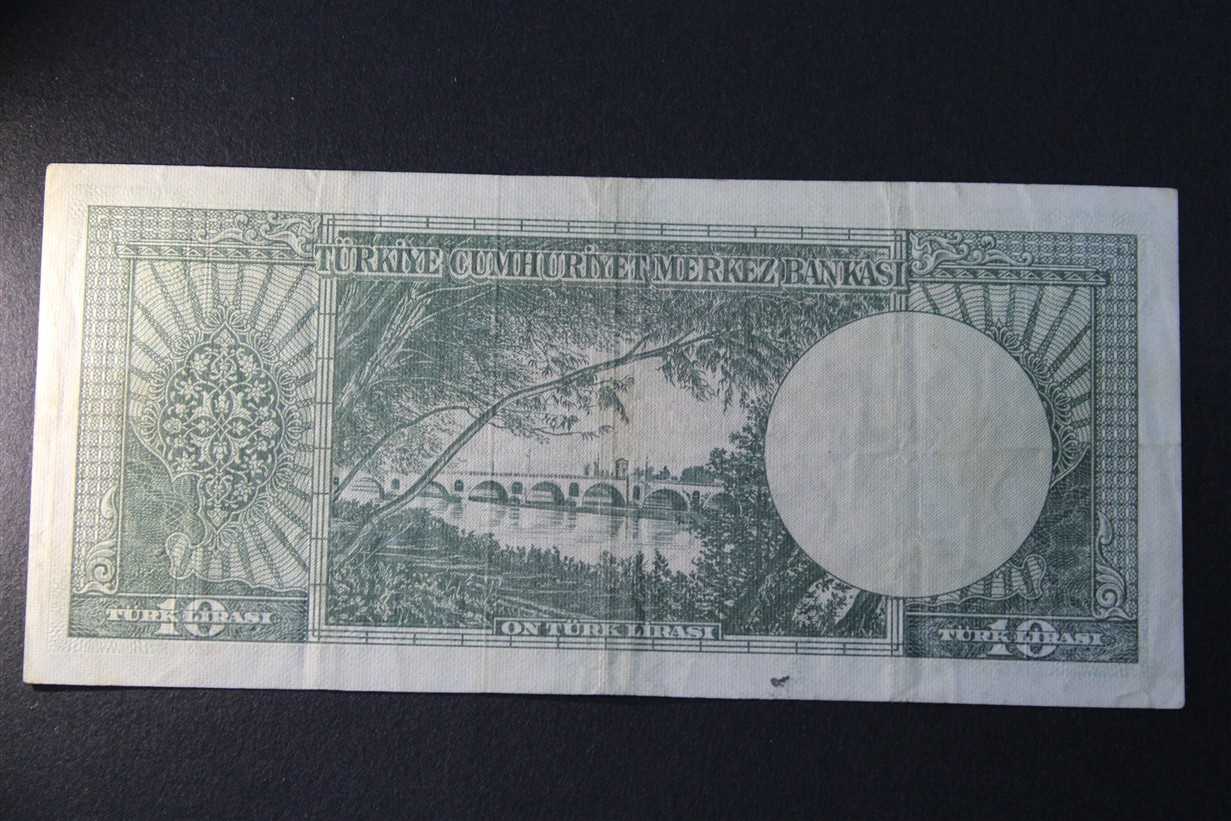 TÜRKİYE CUMHURİYET MERKEZ BANKASI
10
TÜRK LİRASI
ON TÜRK LİRASI
10
TÜRK LİRASI